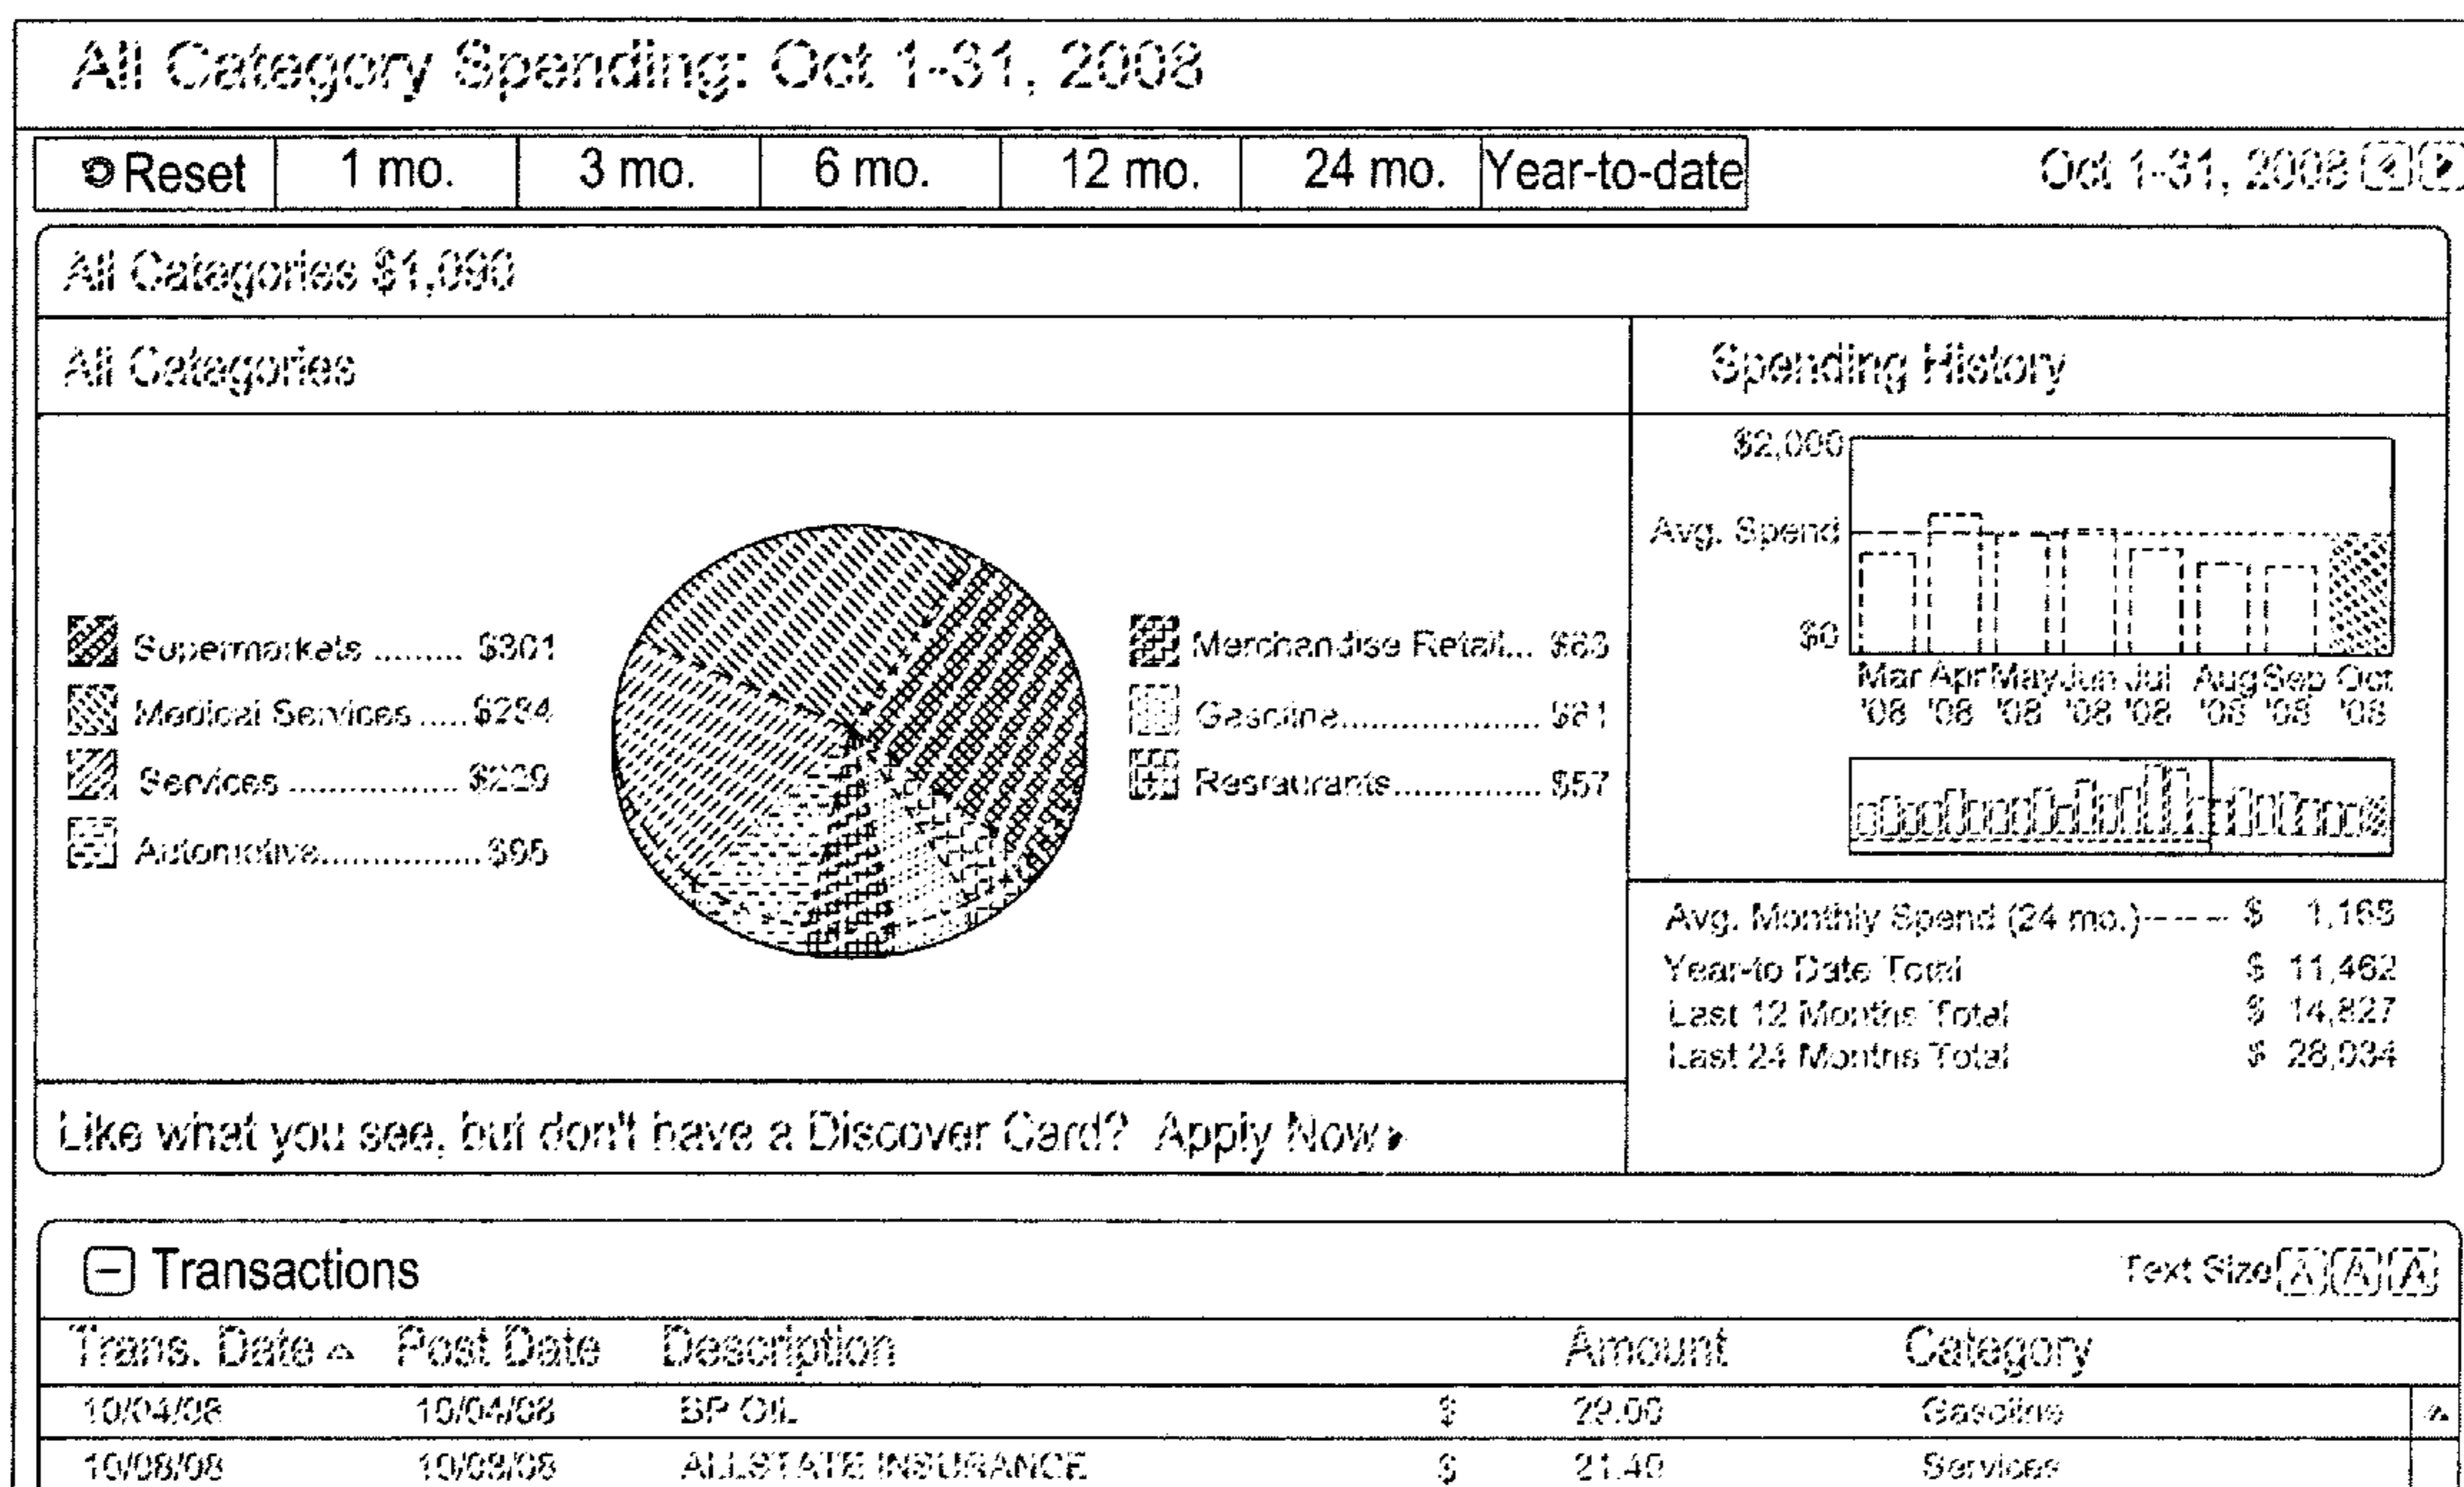 All Category Spending: Oct 1-31, 2008
Reset 1 mo. 3 mo. 6 mo. 12 mo. 24 mo. Year-to-date Oct 1-31, 2008
All Categories $1,090
All Categories
Supermarkets ......... $301
Medical Services ..... $284
Services ................ $229
Automotive................ $95
Merchandise Retail... $63
Gasoline................... $61
Resraurants.............. $57
Spending History
$2,000
Avg. Spend
$0
Mar Apr May Jun Jul Aug Sep Oct
'08 '08 '08 '08 '08 '08 '08 '08
Avg. Monthly Spend (24 mo.)----- $ 1,168
Year-to Date Total $ 11,462
Last 12 Months Total $ 14,827
Last 24 Months Total $ 28,034
Like what you see, but don't have a Discover Card? Apply Now
Transactions Text Size A A A
Trans. Date Post Date Description Amount Category
10/04/08 10/04/08 BP OIL $ 29.00 Gasoline
10/08/08 10/08/08 ALLSTATE INSURANCE $ 21.40 Services